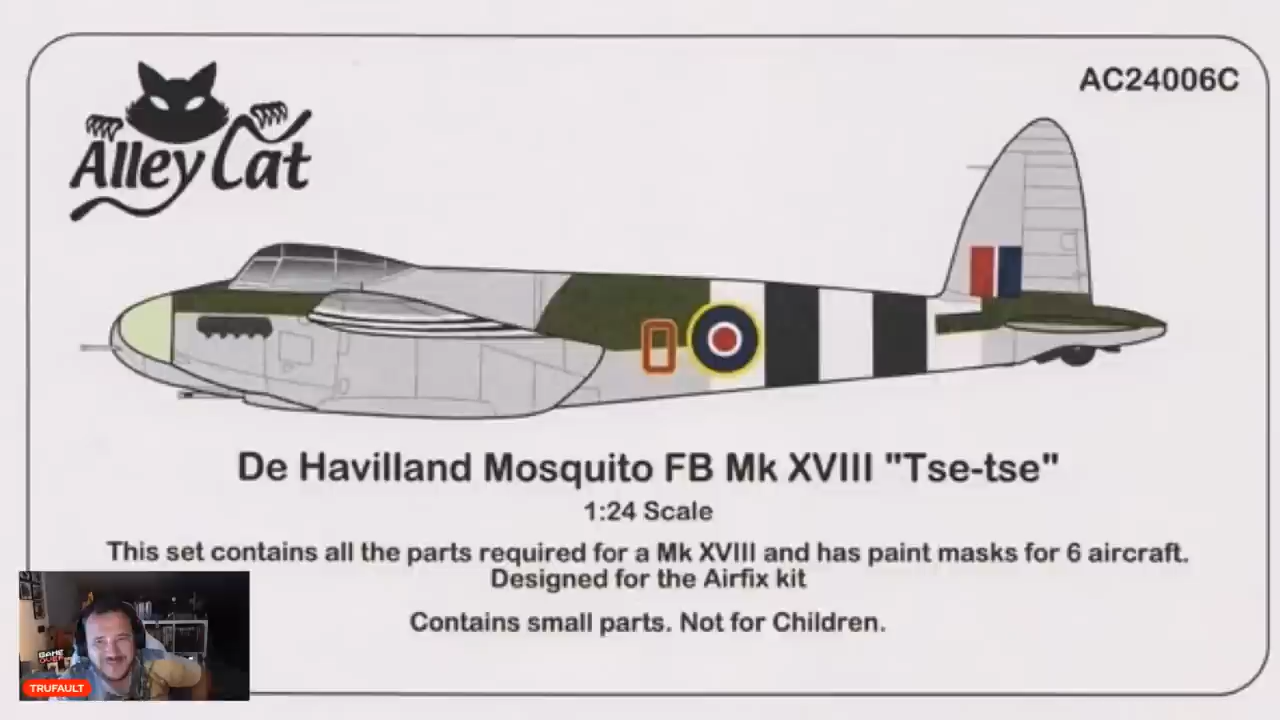 AC24006C
Alley Cat
O
De Havilland Mosquito FB Mk XVIII "Tse-tse"
1:24 Scale
This set contains all the parts required for a Mk XVIII and has paint masks for 6 aircraft.
Designed for the Airfix kit
Contains small parts. Not for Children.
GAME
OVER
TRUFAULT